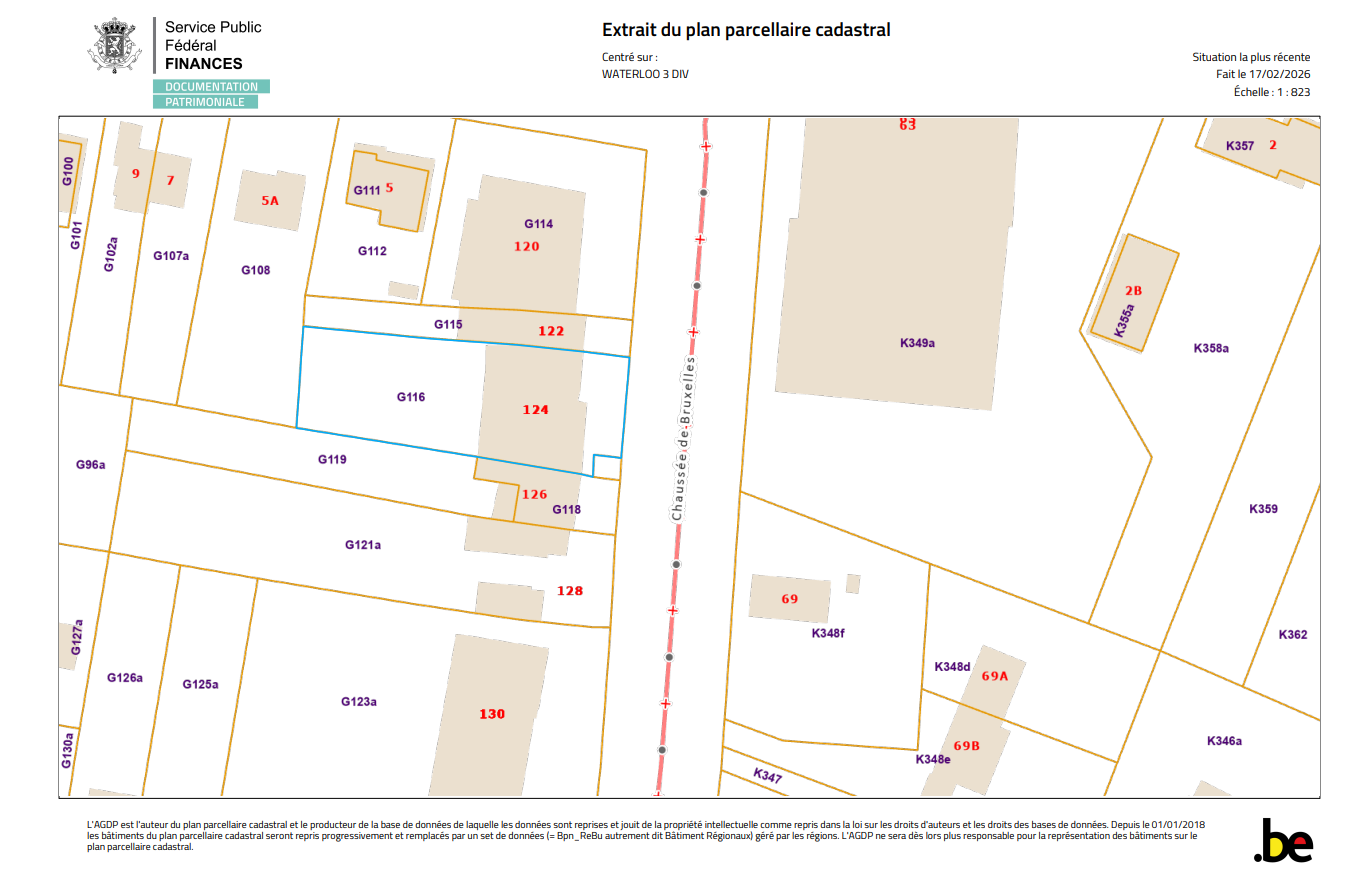 Service Public
Fédéral
FINANCES
DOCUMENTATION
PATRIMONIALE
Extrait du plan parcellaire cadastral
Centré sur :
WATERLOO 3 DIV
Situation la plus récente
Fait le 17/02/2026
Échelle : 1 : 823
63
K357 2
G100
9
7
5A
G111 5
G114
120
G101
G102a
G107a
G108
G112
2B
K355a
G115
122
K349a
K358a
G116
124
Chaussée de Bruxelles
G96a
G119
126
G118
K359
G121a
128
69
K348f
K362
G127a
G126a
G125a
G123a
130
K348d
69A
G130a
69B
K348e
K347
K346a
L'AGDP est l'auteur du plan parcellaire cadastral et le producteur de la base de données de laquelle les données sont reprises et jouit de la propriété intellectuelle comme repris dans la loi sur les droits d'auteurs et les droits des bases de données. Depuis le 01/01/2018
les bâtiments du plan parcellaire cadastral seront repris progressivement et remplacés par un set de données (= Bpn_ReBu autrement dit Bâtiment Régionaux) géré par les régions. L'AGDP ne sera dès lors plus responsable pour la représentation des bâtiments sur le
plan parcellaire cadastral.
.be